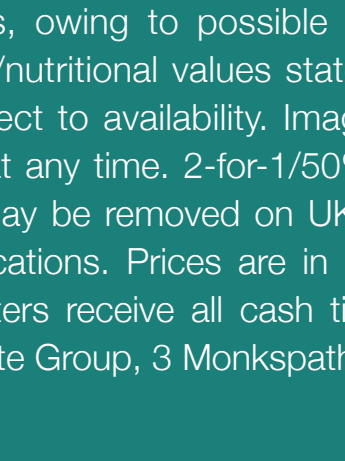 s, owing to possible
/nutritional values stat
ect to availability. Imag
t any time. 2-for-1/50%
ay be removed on UK
cations. Prices are in
ters receive all cash ti
te Group, 3 Monkspath